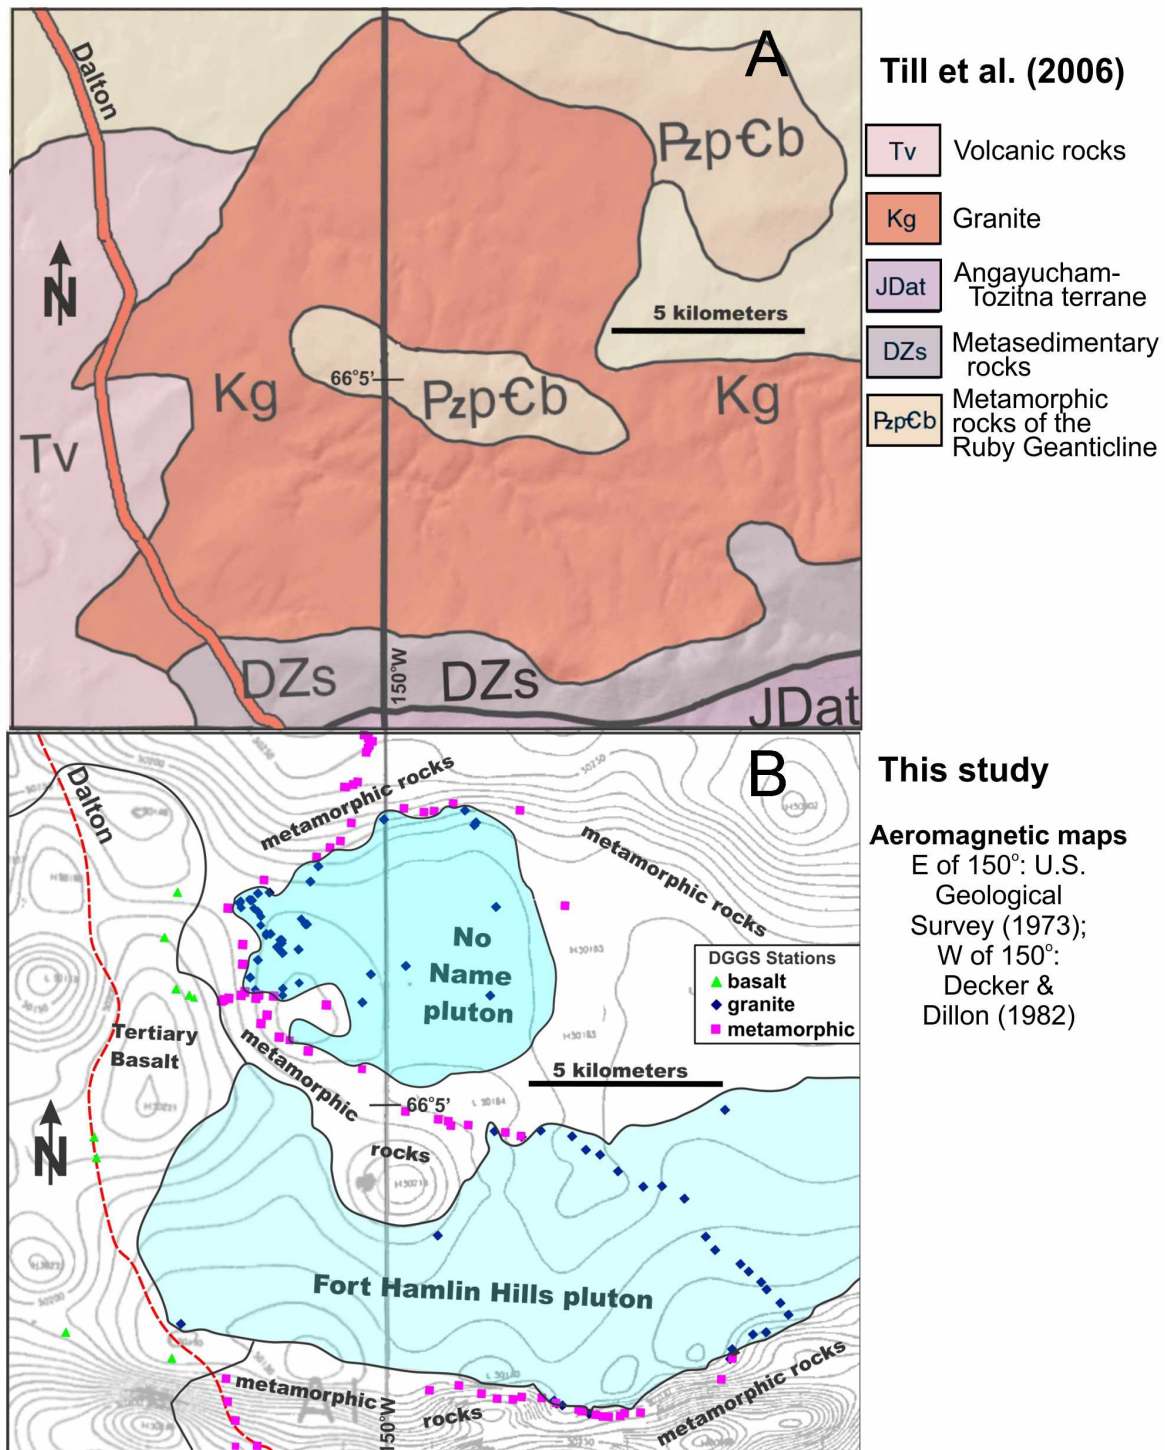 A
Dalton
PzpЄb
N
5 kilometers
66°5'
Kg
PzpЄb
Kg
Tv
DZs
DZs
150°W
JDat
Till et al. (2006)
Tv Volcanic rocks
Kg Granite
JDat Angayucham-
Tozitna terrane
DZs Metasedimentary
rocks
PzpЄb Metamorphic
rocks of the
Ruby Geanticline
B
Dalton
metamorphic rocks
metamorphic rocks
No
Name
pluton
DGGS Stations
basalt
granite
metamorphic
Tertiary
Basalt
metamorphic
rocks
5 kilometers
66°5'
N
Fort Hamlin Hills pluton
metamorphic
rocks
metamorphic rocks
150°W
This study
Aeromagnetic maps
E of 150°: U.S.
Geological
Survey (1973);
W of 150°:
Decker &
Dillon (1982)